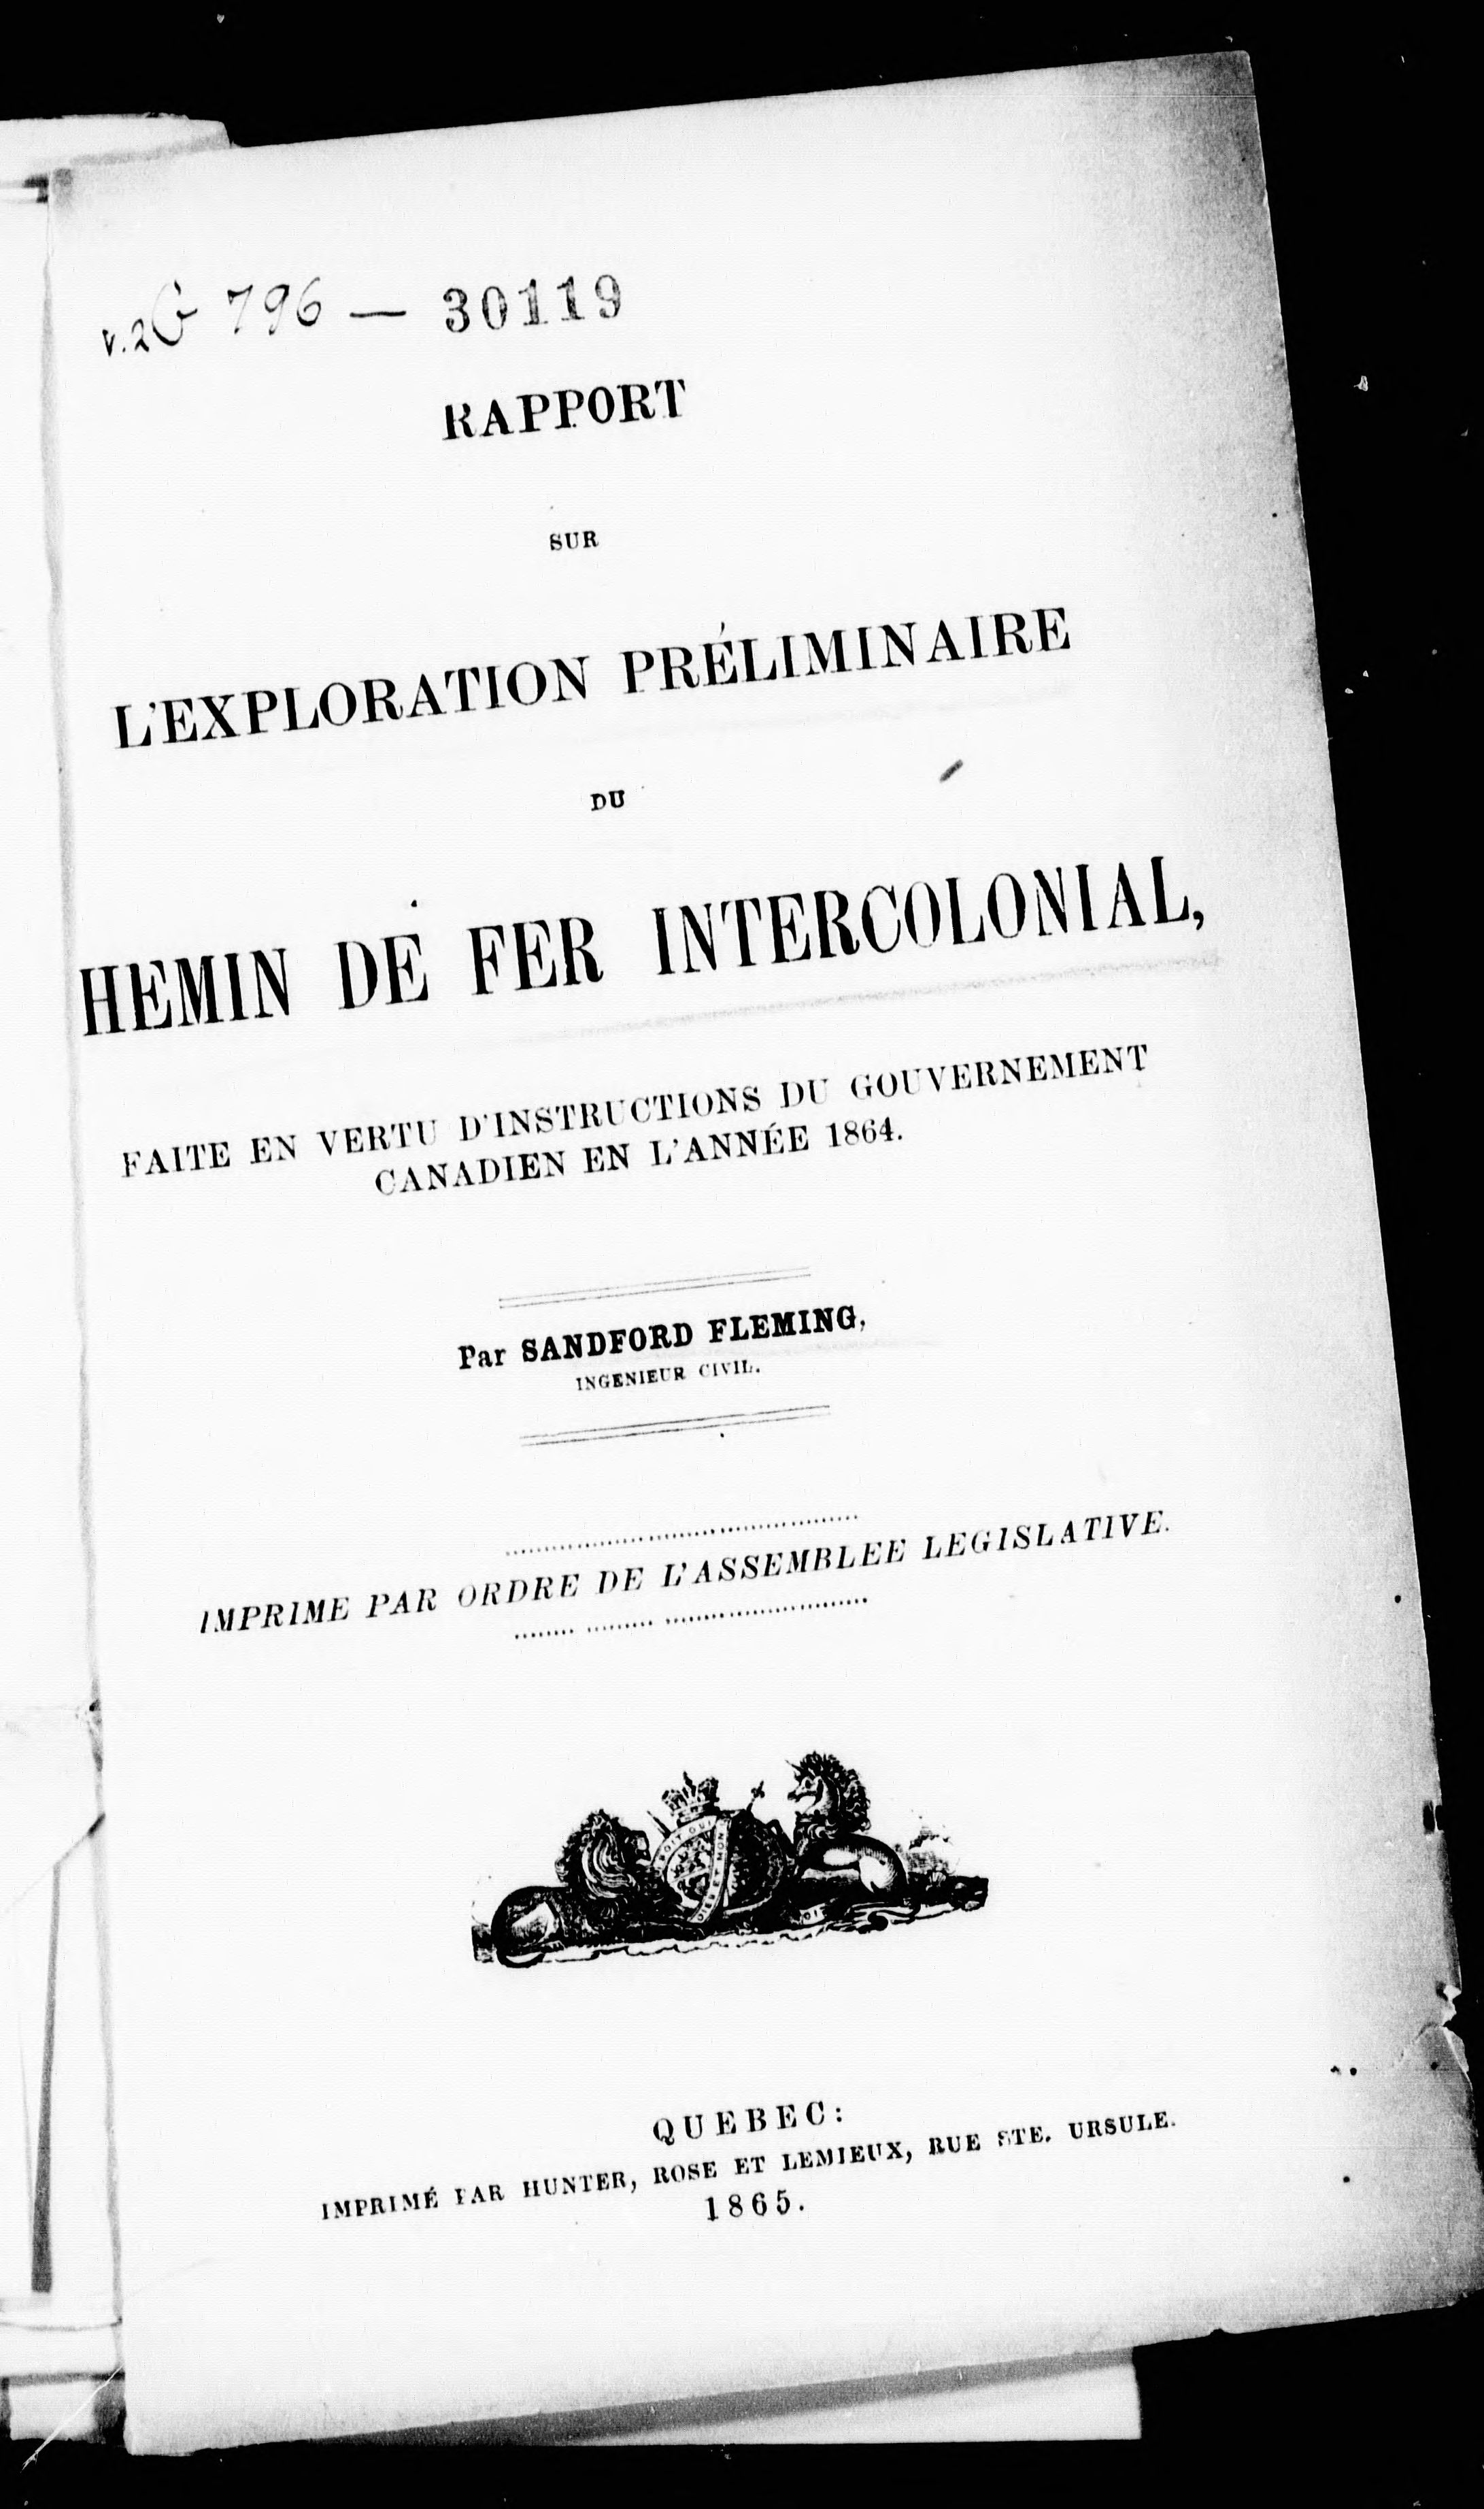 v.2G 796 — 30119
RAPPORT
SUR
L'EXPLORATION PRÉLIMINAIRE
DU
HEMIN DE FER INTERCOLONIAL,
FAITE EN VERTU D'INSTRUCTIONS DU GOUVERNEMENT
CANADIEN EN L'ANNÉE 1864.
Par SANDFORD FLEMING,
INGENIEUR CIVIL.
IMPRIME PAR ORDRE DE L'ASSEMBLEE LEGISLATIVE.
QUEBEC:
IMPRIMÉ PAR HUNTER, ROSE ET LEMIEUX, RUE STE. URSULE.
1865.